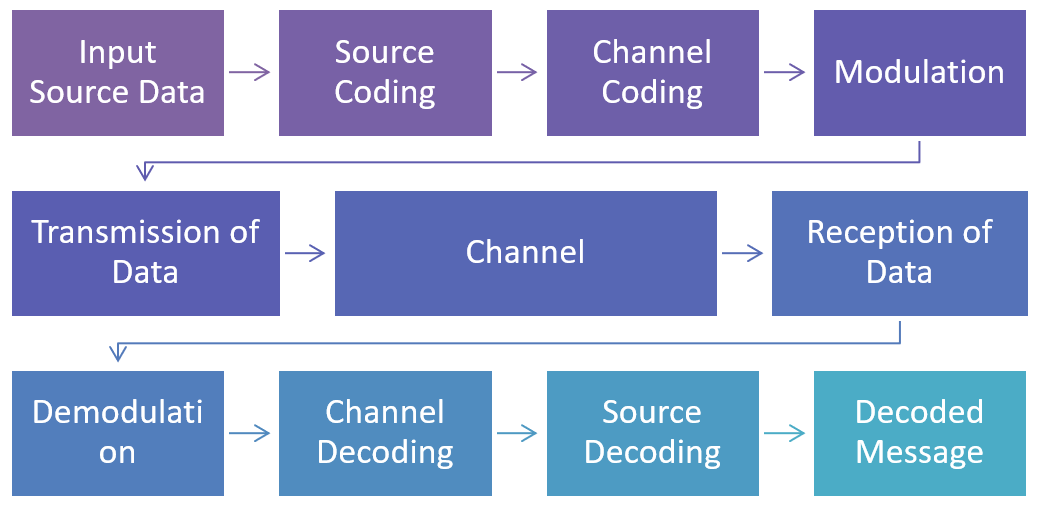 Input
Source Data
Source
Coding
Channel
Coding
Modulation
Transmission of
Data
Channel
Reception of
Data
Demodulati
on
Channel
Decoding
Source
Decoding
Decoded
Message